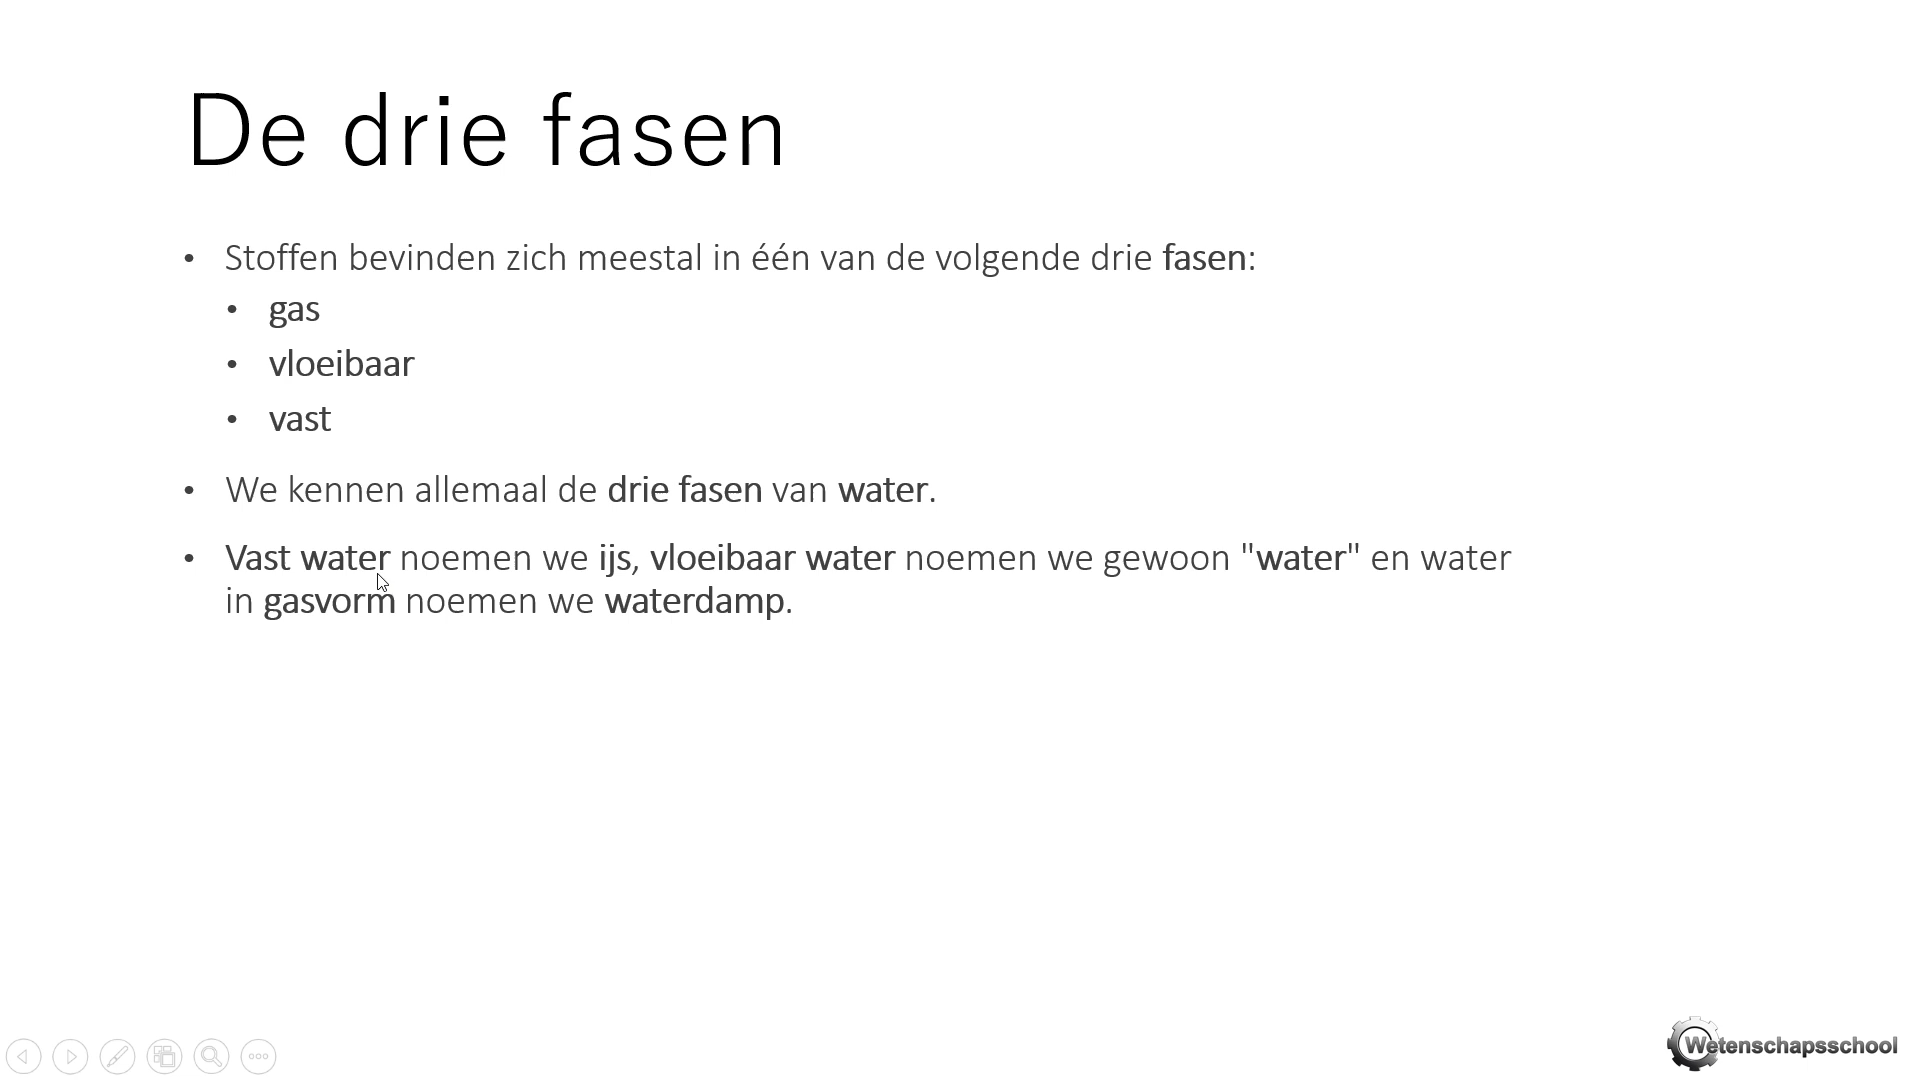 De drie fasen
• Stoffen bevinden zich meestal in één van de volgende drie fasen:
• gas
• vloeibaar
• vast
• We kennen allemaal de drie fasen van water.
• Vast water noemen we ijs, vloeibaar water noemen we gewoon "water" en water
in gasvorm noemen we waterdamp.
Wetenschapsschool